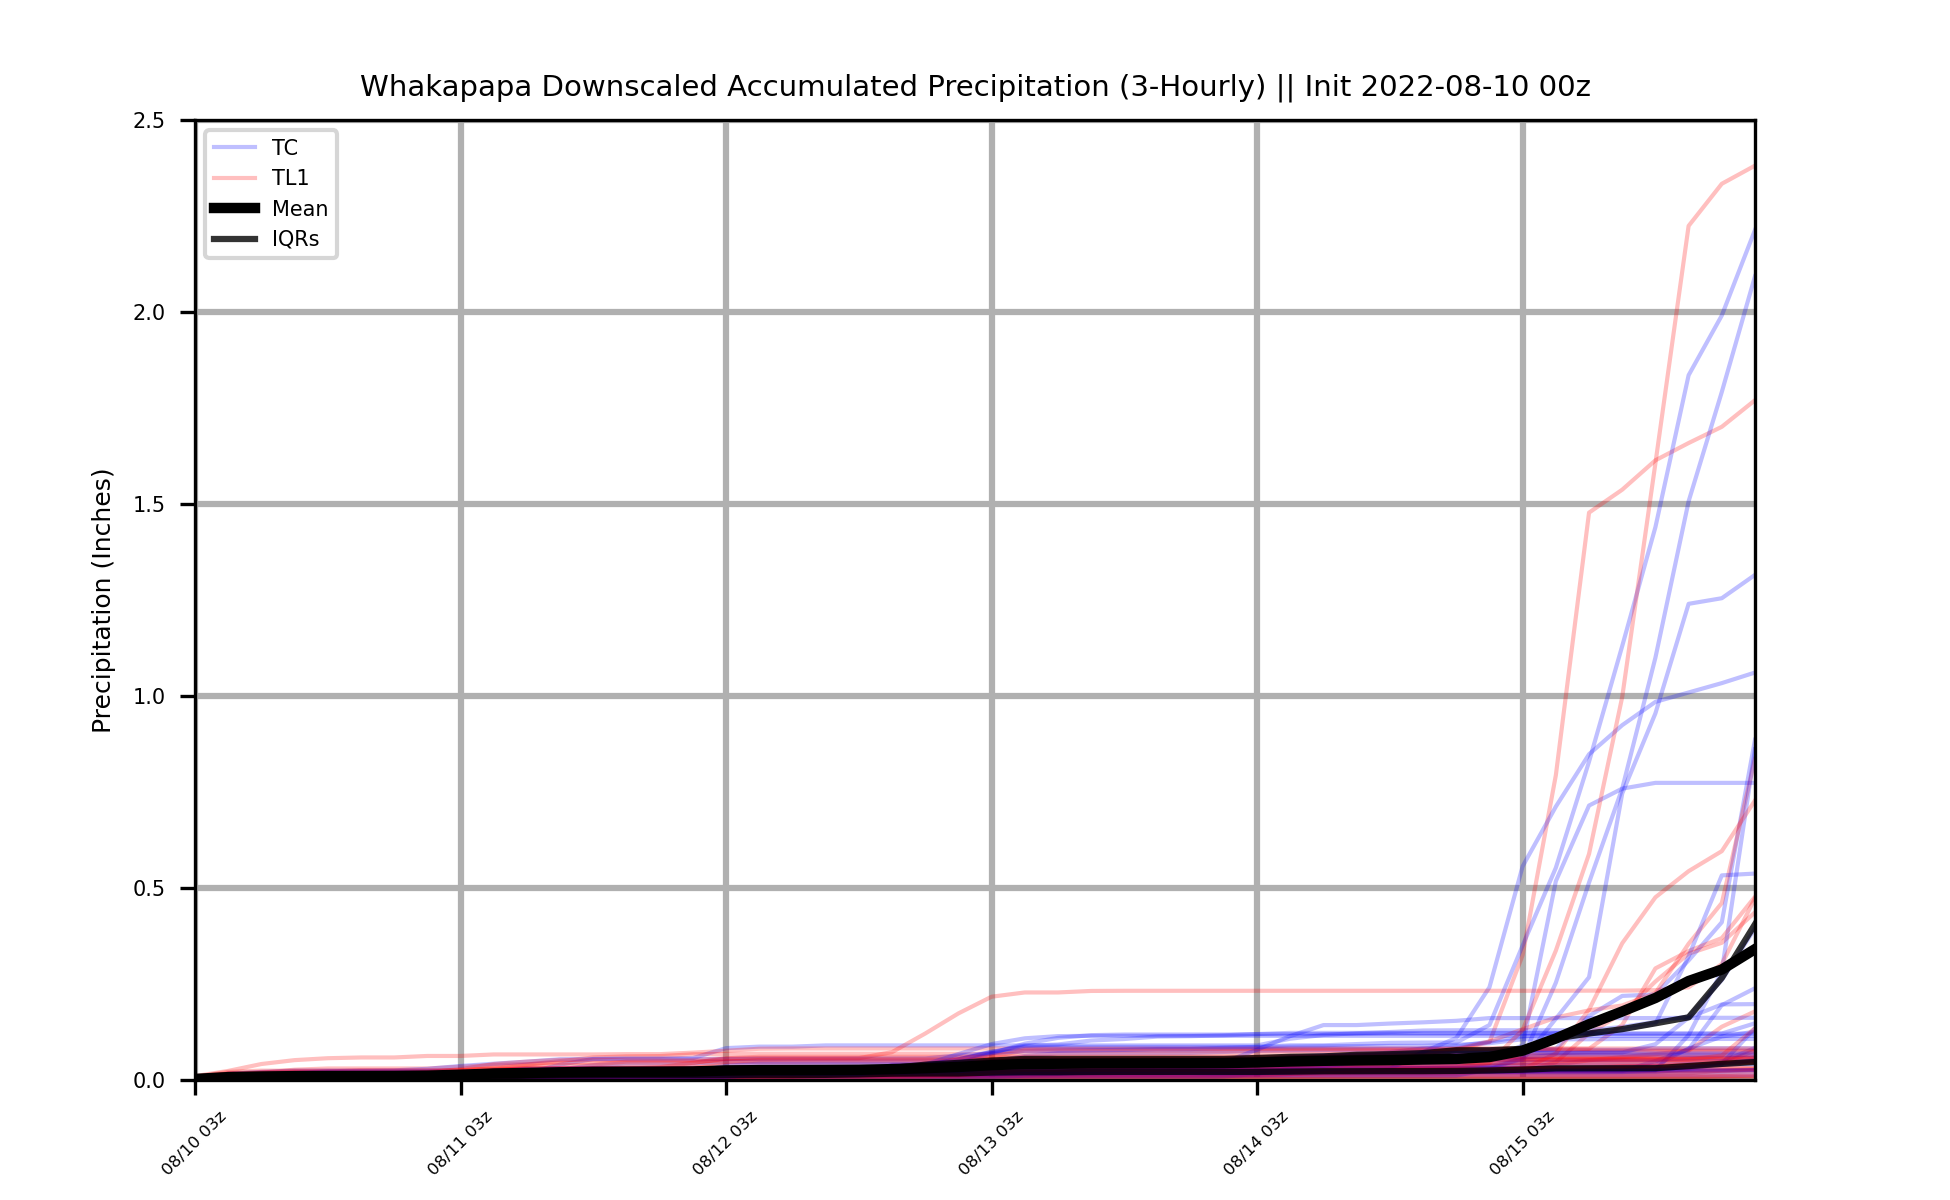 Whakapapa Downscaled Accumulated Precipitation (3-Hourly) || Init 2022-08-10 00z
TC
TL1
Mean
IQRs
Precipitation (Inches)
2.5
2.0
1.5
1.0
0.5
0.0
08/10 03z
08/11 03z
08/12 03z
08/13 03z
08/14 03z
08/15 03z